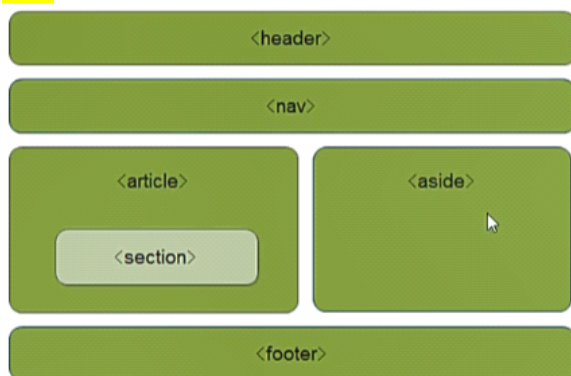 <header>
<nav>
<article>
<aside>
<section>
<footer>